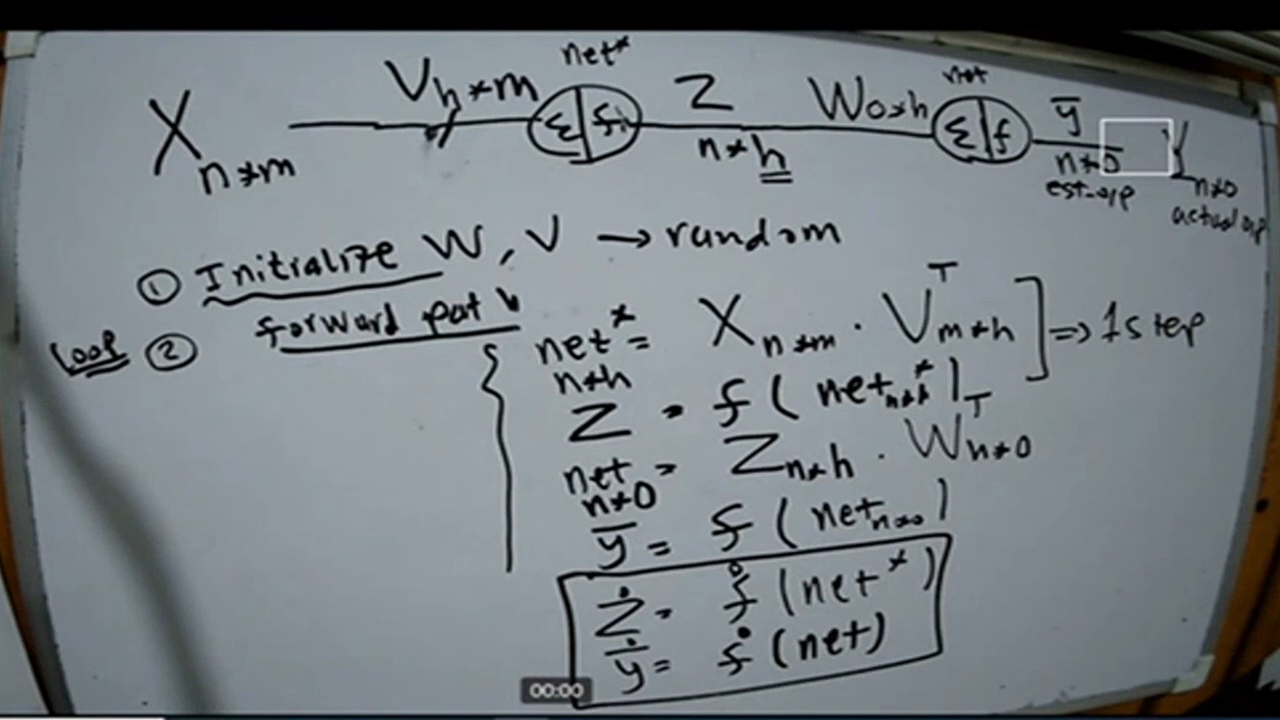 X n*m V h*m net* Σ f Z n*h W o*h net Σ f y̅ n*o est-o/p Y n*o actual o/p
① Initialize W, V → random
Loop ② forward path
net* n*h = X n*m . V^T m*h ] => 1 step
Z = f(net* n*h)
net n*o = Z n*h . W^T h*o
y̅ = f(net n*o)
Ż = ḟ(net*)
y̅̇ = ḟ(net)
00:00